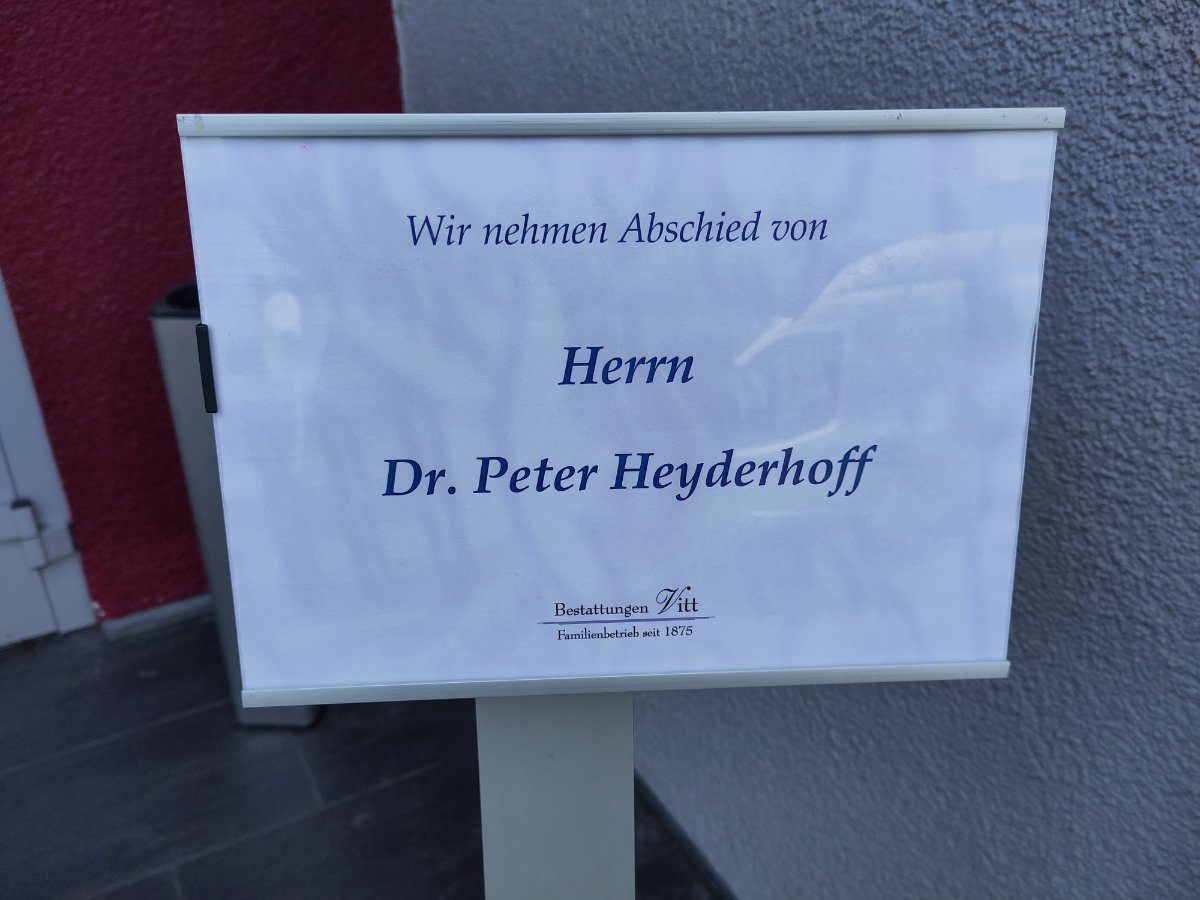 Wir nehmen Abschied von
Herrn
Dr. Peter Heyderhoff
Bestattungen Vitt
Familienbetrieb seit 1875